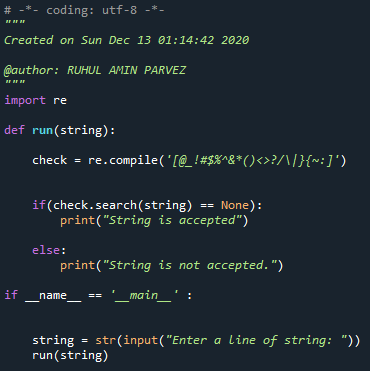 # -*- coding: utf-8 -*-
"""
Created on Sun Dec 13 01:14:42 2020
@author: RUHUL AMIN PARVEZ
"""
import re
def run(string):
check = re.compile('[@_!#$%^&*()<>?/\|}{~:]')
if(check.search(string) == None):
print("String is accepted")
else:
print("String is not accepted.")
if __name__ == '__main__' :
string = str(input("Enter a line of string: "))
run(string)